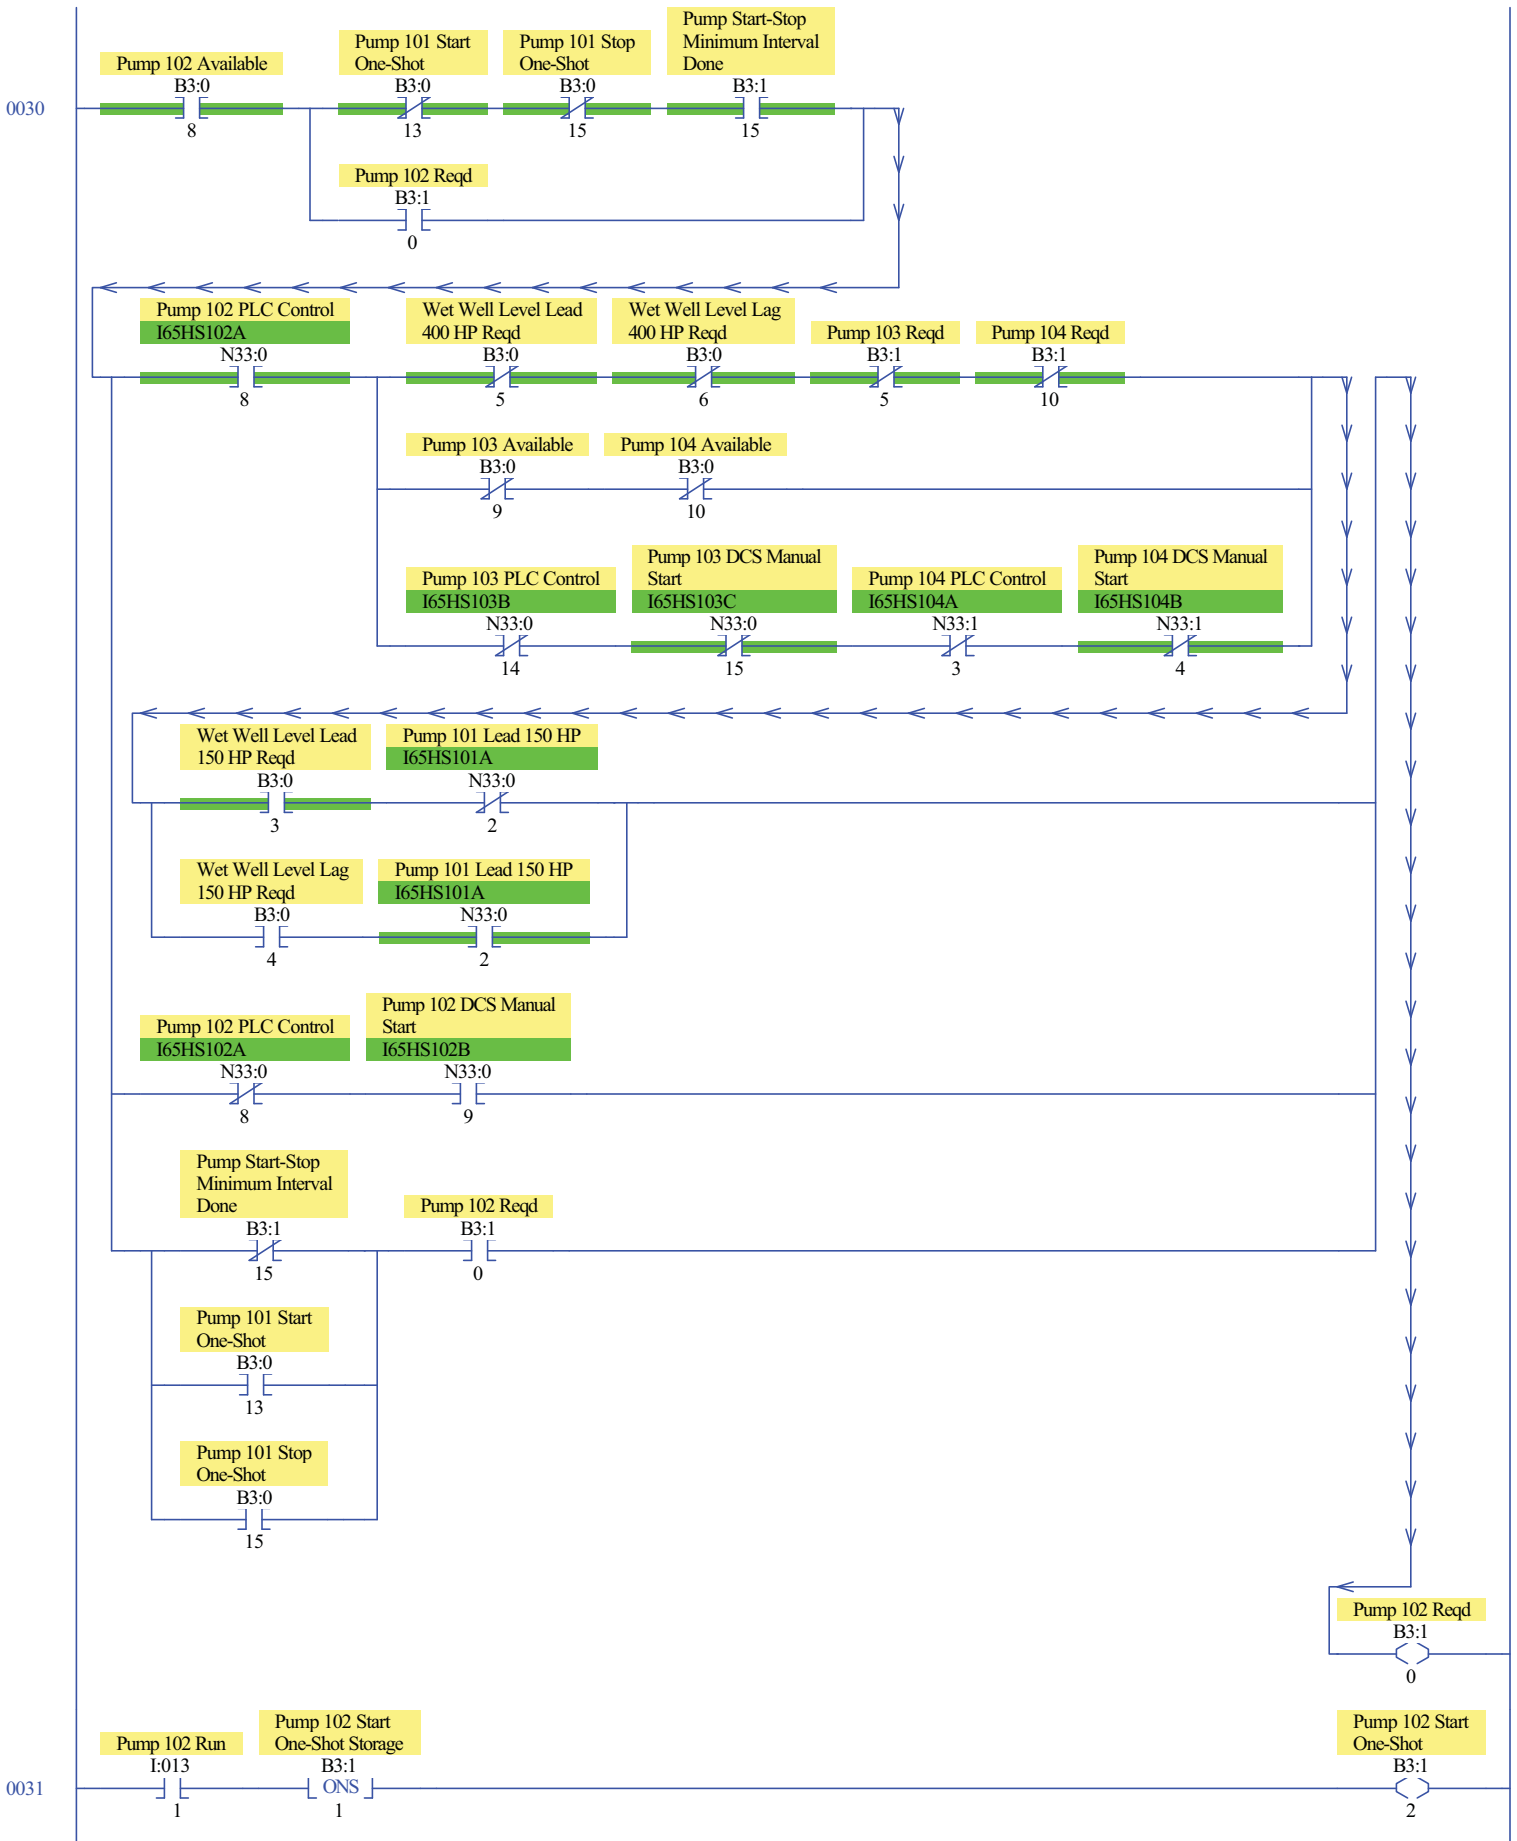 Pump 102 Available
Pump 101 Start
One-Shot
Pump 101 Stop
One-Shot
Pump Start-Stop
Minimum Interval
Done
B3:0
B3:0
B3:0
B3:1
0030
8
13
15
15
Pump 102 Reqd
B3:1
0
Pump 102 PLC Control
I65HS102A
Wet Well Level Lead
400 HP Reqd
Wet Well Level Lag
400 HP Reqd
Pump 103 Reqd
Pump 104 Reqd
N33:0
B3:0
B3:0
B3:1
B3:1
8
5
6
5
10
Pump 103 Available
Pump 104 Available
B3:0
B3:0
9
10
Pump 103 PLC Control
I65HS103B
Pump 103 DCS Manual
Start
I65HS103C
Pump 104 PLC Control
I65HS104A
Pump 104 DCS Manual
Start
I65HS104B
N33:0
N33:0
N33:1
N33:1
14
15
3
4
Wet Well Level Lead
150 HP Reqd
Pump 101 Lead 150 HP
I65HS101A
B3:0
N33:0
3
2
Wet Well Level Lag
150 HP Reqd
Pump 101 Lead 150 HP
I65HS101A
B3:0
N33:0
4
2
Pump 102 PLC Control
I65HS102A
Pump 102 DCS Manual
Start
I65HS102B
N33:0
N33:0
8
9
Pump Start-Stop
Minimum Interval
Done
Pump 102 Reqd
B3:1
B3:1
15
0
Pump 101 Start
One-Shot
B3:0
13
Pump 101 Stop
One-Shot
B3:0
15
Pump 102 Reqd
B3:1
0
Pump 102 Run
Pump 102 Start
One-Shot Storage
Pump 102 Start
One-Shot
I:013
B3:1
B3:1
0031
ONS
1
1
2